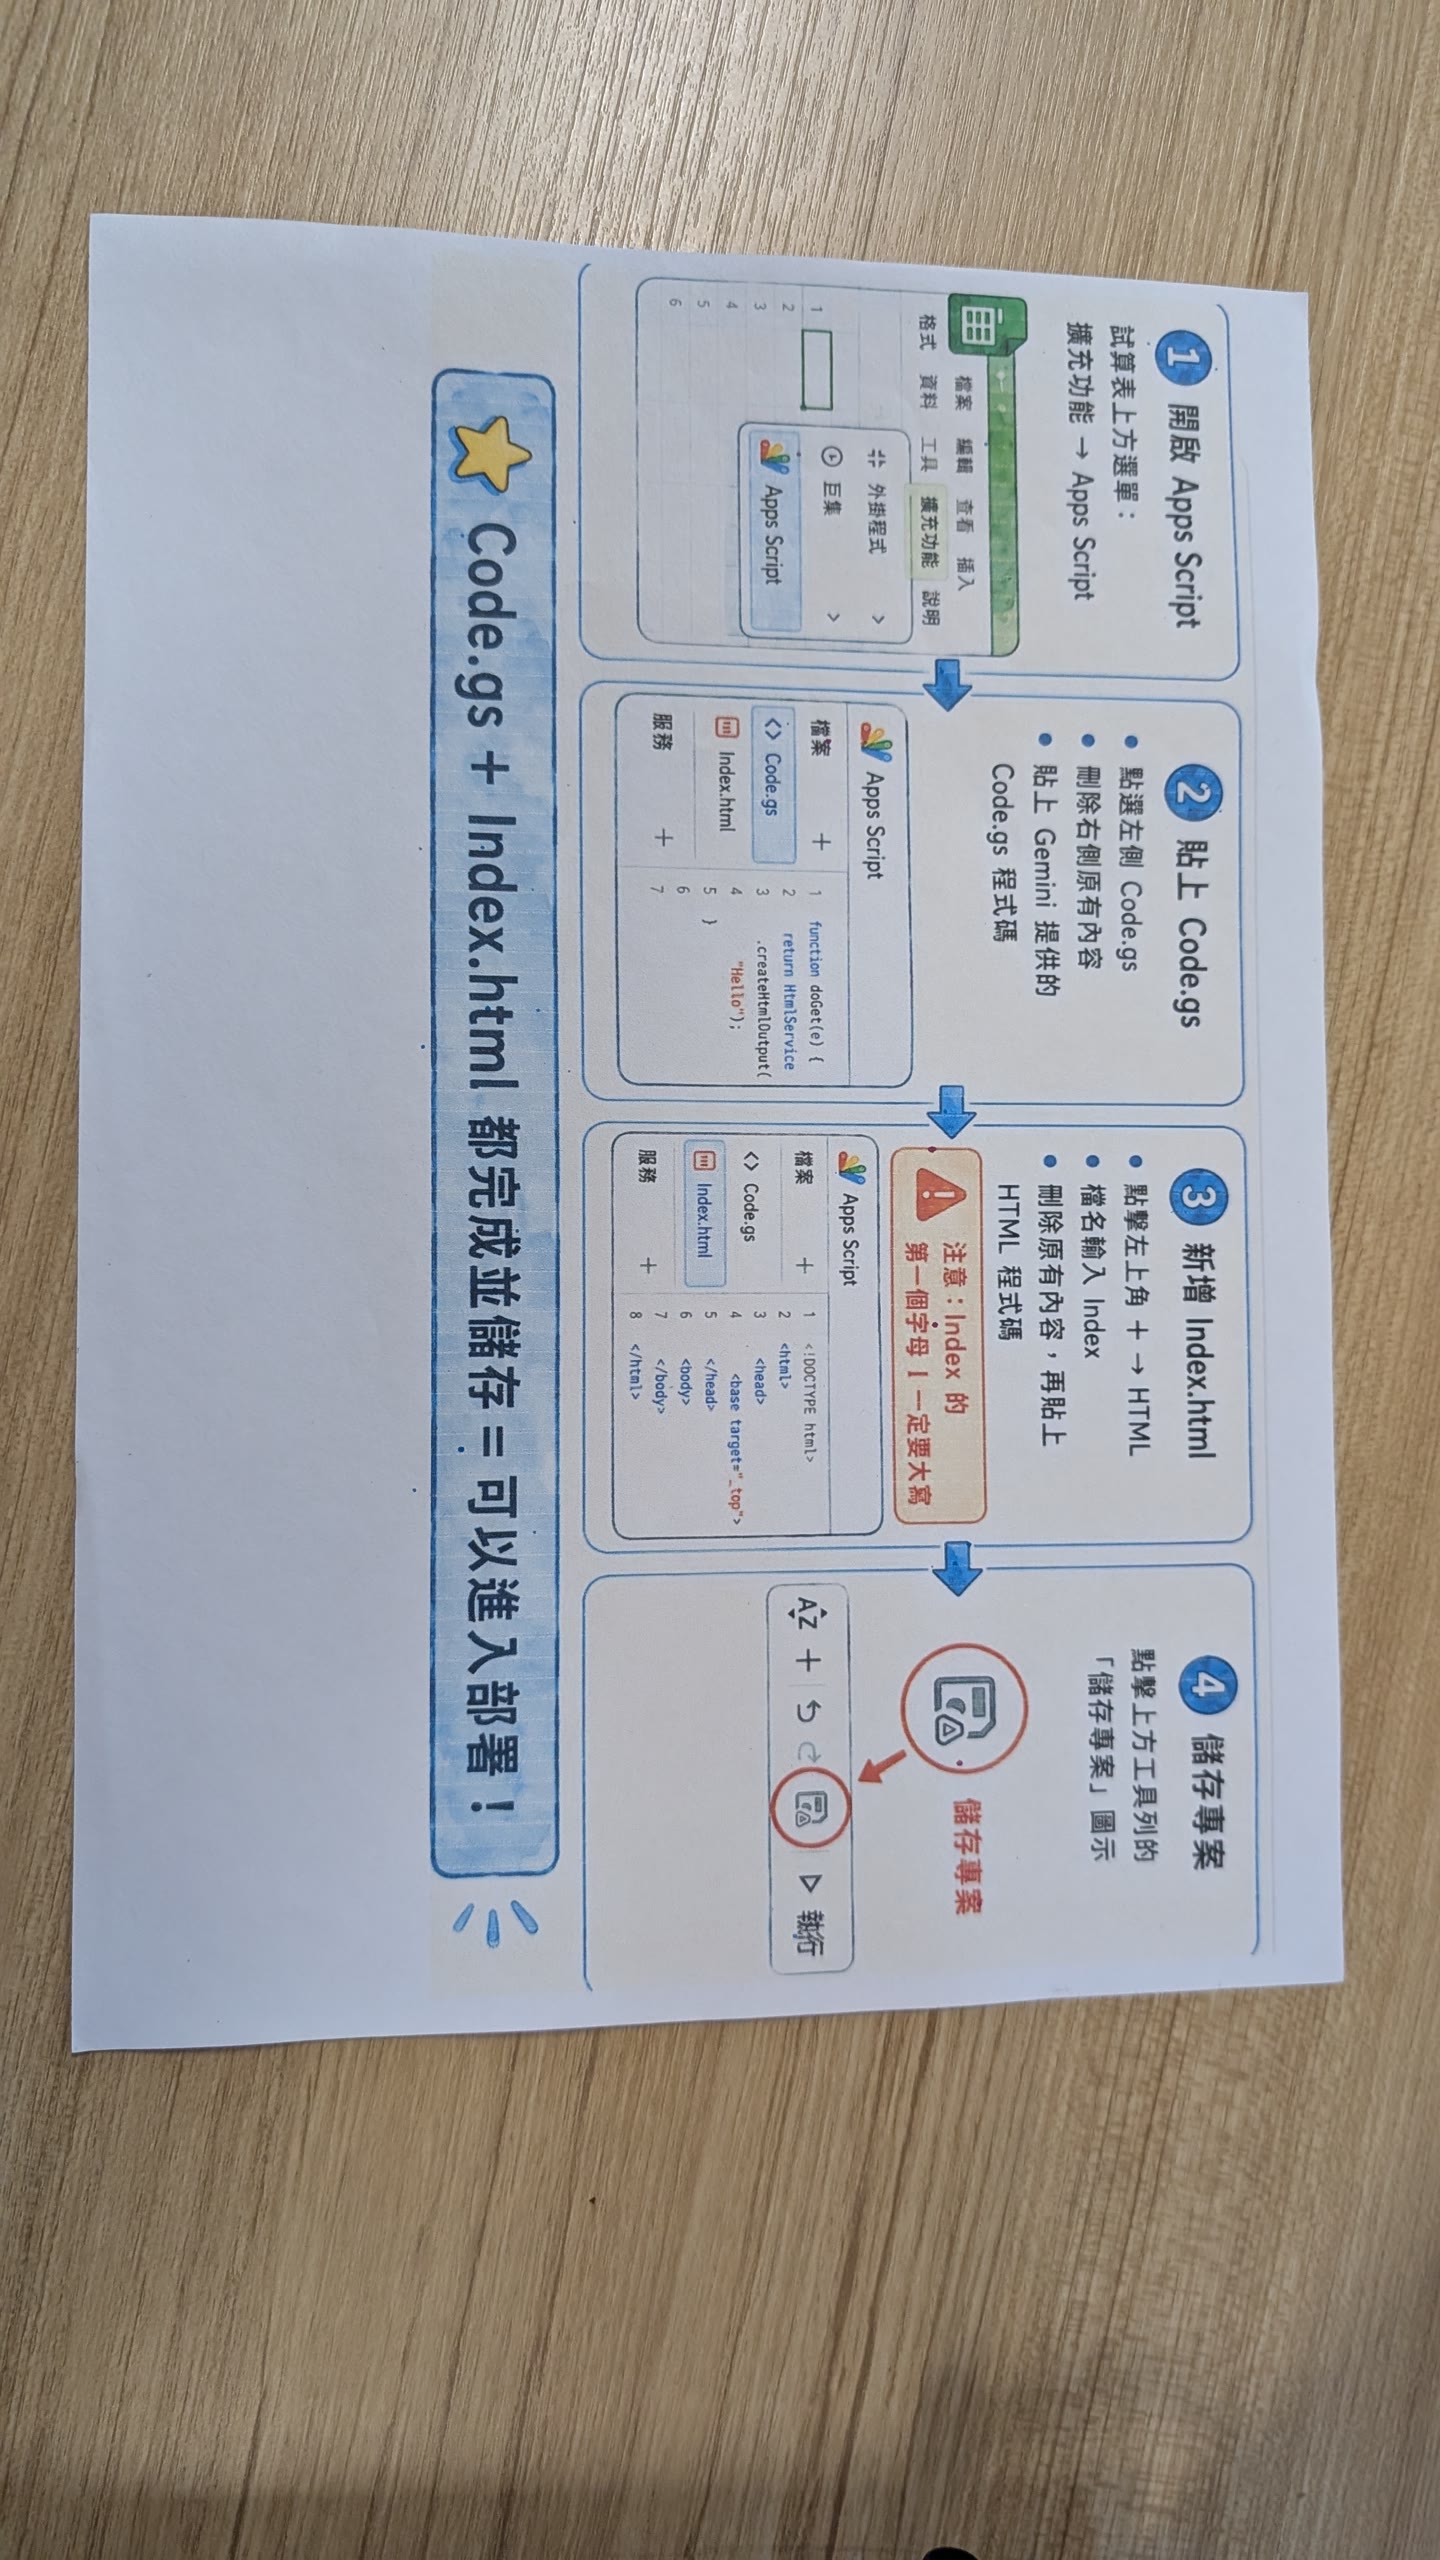 1 開啟 Apps Script
試算表上方選單：
擴充功能 → Apps Script
檔案 編輯 查看 插入
格式 資料 工具 擴充功能 說明
外掛程式 >
巨集 >
Apps Script
1
2
3
4
5
6
2 貼上 Code.gs
• 點選左側 Code.gs
• 刪除右側原有內容
• 貼上 Gemini 提供的
Code.gs 程式碼
Apps Script
檔案 +
<> Code.gs
Index.html
服務 +
1 function doGet(e) {
2 return HtmlService
3 .createHtmlOutput(
4 "Hello");
5 }
6
7
3 新增 Index.html
• 點擊左上角 + → HTML
• 檔名輸入 Index
• 刪除原有內容，再貼上
HTML 程式碼
注意：Index 的
第一個字母 I 一定要大寫
Apps Script
檔案 +
<> Code.gs
Index.html
服務 +
1 <!DOCTYPE html>
2 <html>
3 <head>
4 <base target="_top">
5 </head>
6 <body>
7 </body>
8 </html>
4 儲存專案
點擊上方工具列的
「儲存專案」圖示
儲存專案
AZ + 執行
Code.gs + Index.html 都完成並儲存 = 可以進入部署！